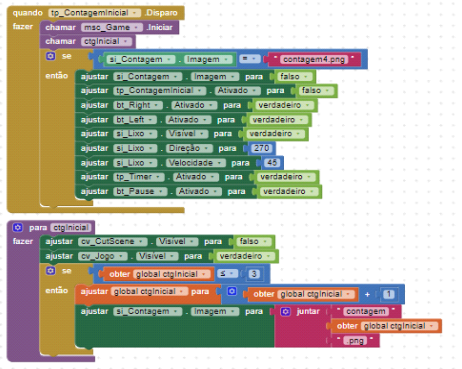 quando tp_ContagemInicial .Disparo
fazer chamar msc_Game .Iniciar
chamar ctgInicial
se si_Contagem . Imagem = " contagem4.png "
então ajustar si_Contagem . Imagem para falso
ajustar tp_ContagemInicial . Ativado para falso
ajustar bt_Right . Ativado para verdadeiro
ajustar bt_Left . Ativado para verdadeiro
ajustar si_Lixo . Visível para verdadeiro
ajustar si_Lixo . Direção para 270
ajustar si_Lixo . Velocidade para 45
ajustar tp_Timer . Ativado para verdadeiro
ajustar bt_Pause . Ativado para verdadeiro
para ctgInicial
fazer ajustar cv_CutScene . Visível para falso
ajustar cv_Jogo . Visível para verdadeiro
se obter global ctgInicial ≤ 3
então ajustar global ctgInicial para obter global ctgInicial + 1
ajustar si_Contagem . Imagem para juntar " contagem "
obter global ctgInicial
" .png "